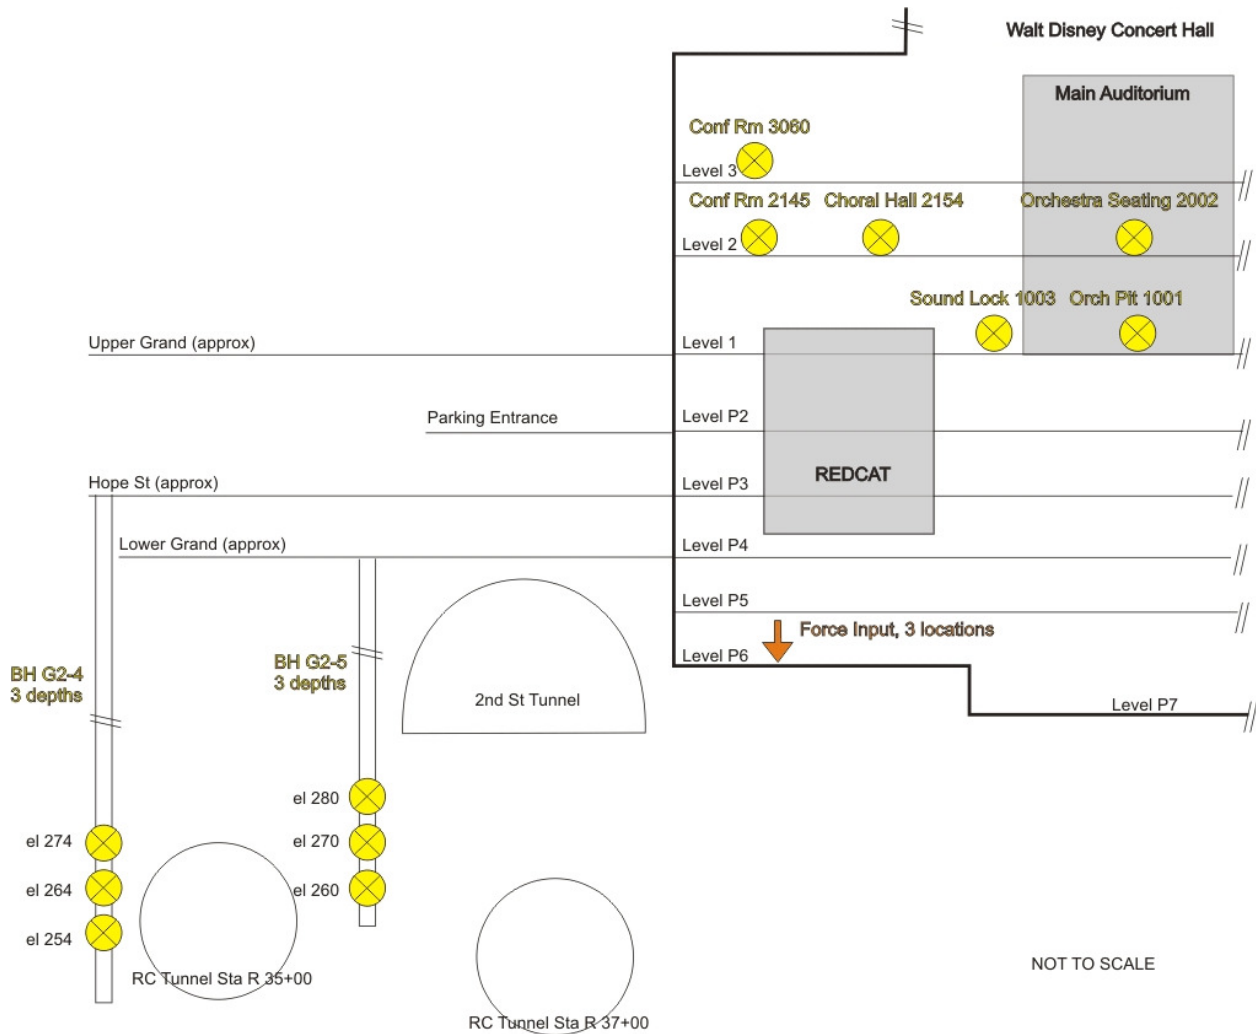 Walt Disney Concert Hall
Main Auditorium
Conf Rm 3060
Level 3
Conf Rm 2145
Choral Hall 2154
Orchestra Seating 2002
Level 2
Sound Lock 1003
Orch Pit 1001
Upper Grand (approx)
Level 1
Parking Entrance
Level P2
REDCAT
Hope St (approx)
Level P3
Lower Grand (approx)
Level P4
Level P5
Force Input, 3 locations
Level P6
BH G2-4
3 depths
BH G2-5
3 depths
2nd St Tunnel
Level P7
el 280
el 274
el 270
el 264
el 260
el 254
RC Tunnel Sta R 35+00
NOT TO SCALE
RC Tunnel Sta R 37+00